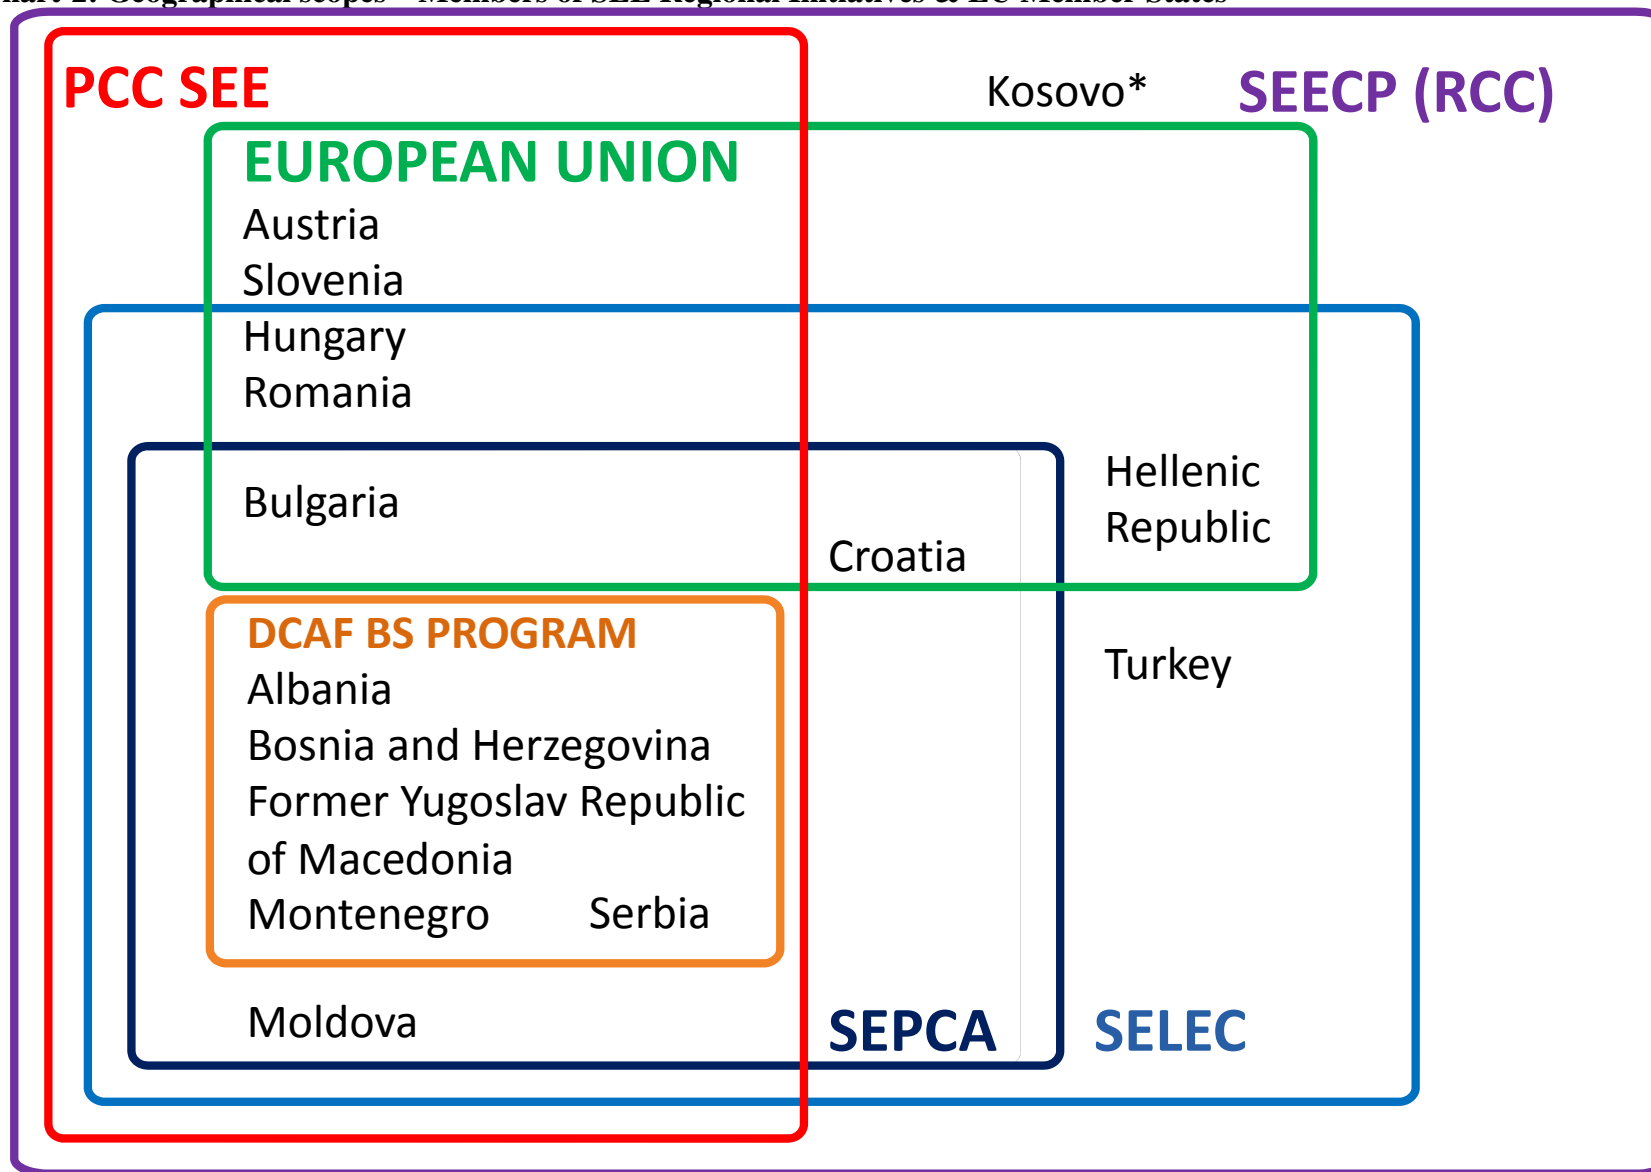 PCC SEE
Kosovo*
SEECP (RCC)
EUROPEAN UNION
Austria
Slovenia
Hungary
Romania
Bulgaria
Hellenic
Republic
Croatia
DCAF BS PROGRAM
Albania
Bosnia and Herzegovina
Former Yugoslav Republic
of Macedonia
Montenegro Serbia
Turkey
Moldova
SEPCA
SELEC